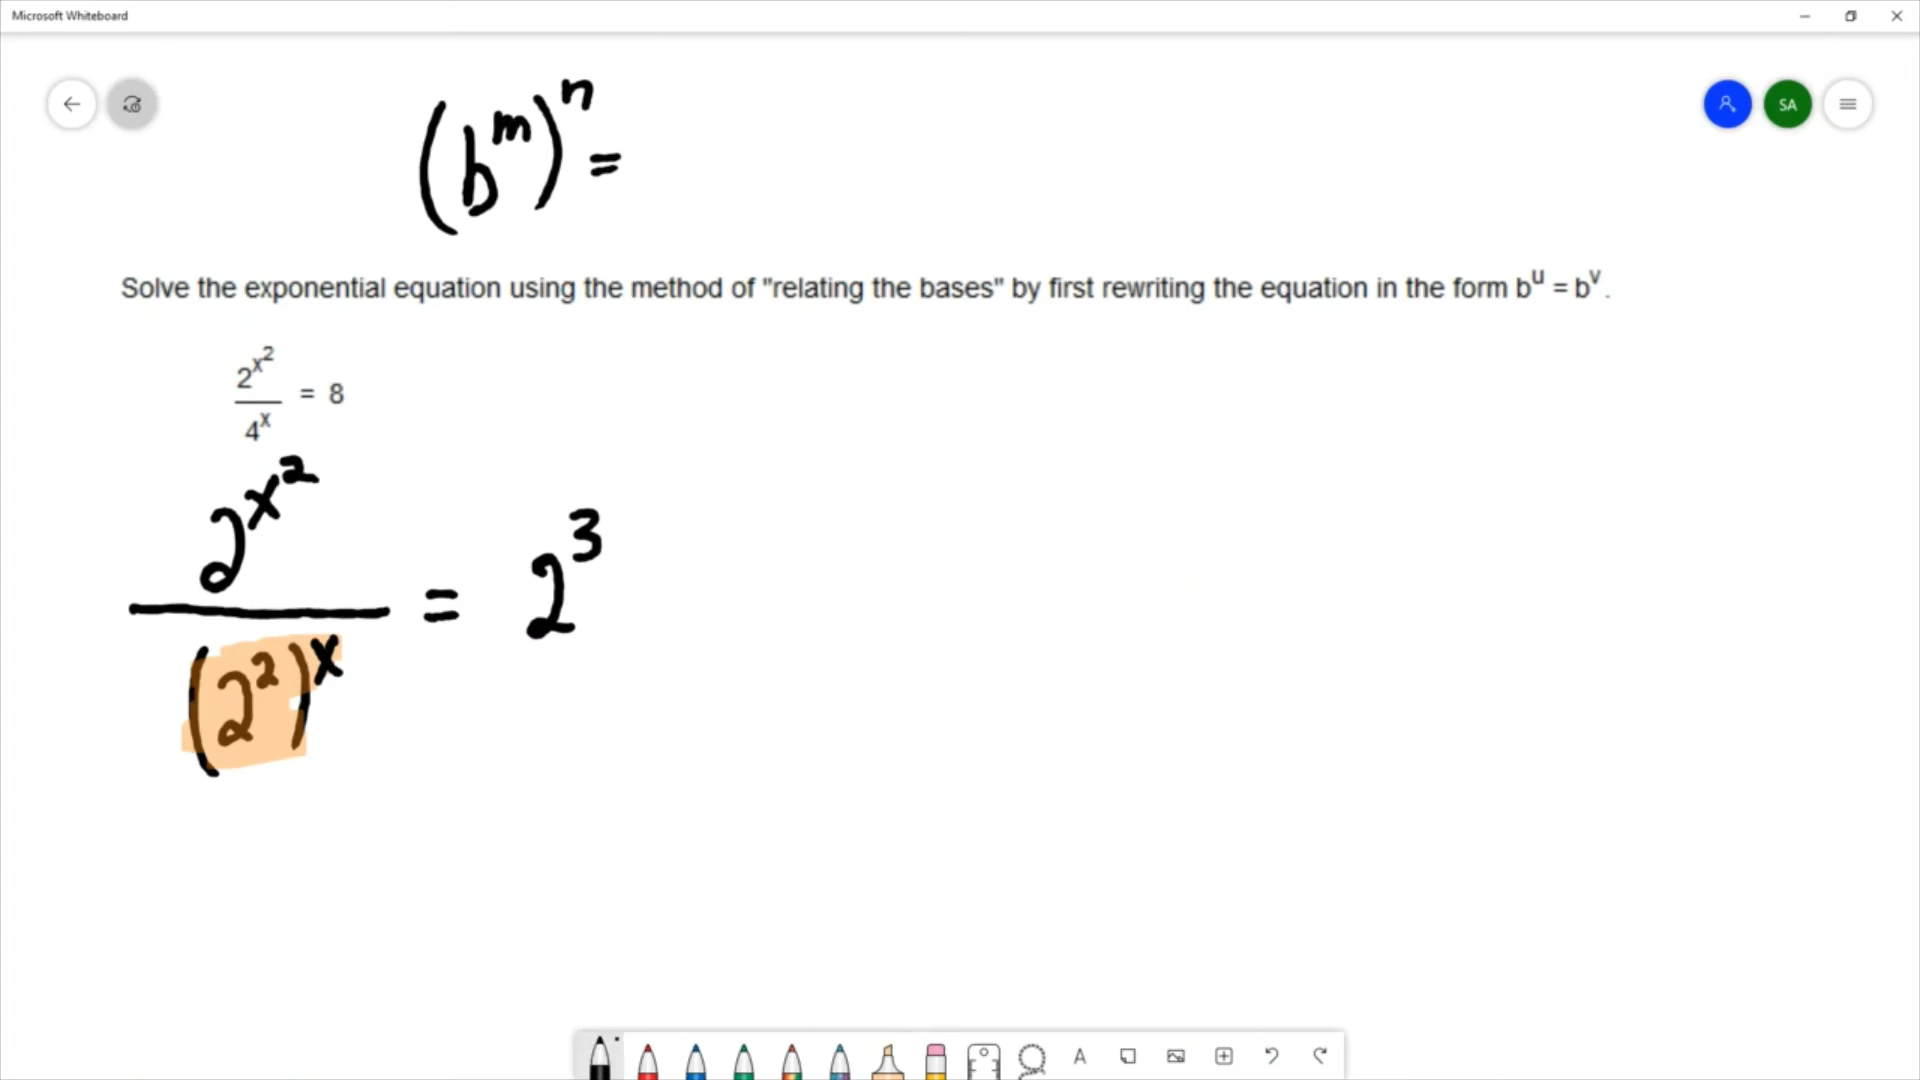 Microsoft Whiteboard
SA
(b^m)^n =
Solve the exponential equation using the method of "relating the bases" by first rewriting the equation in the form b^u = b^v.
2^x^2
4^x
= 8
2^x^2
(2^2)^x
= 2^3
A